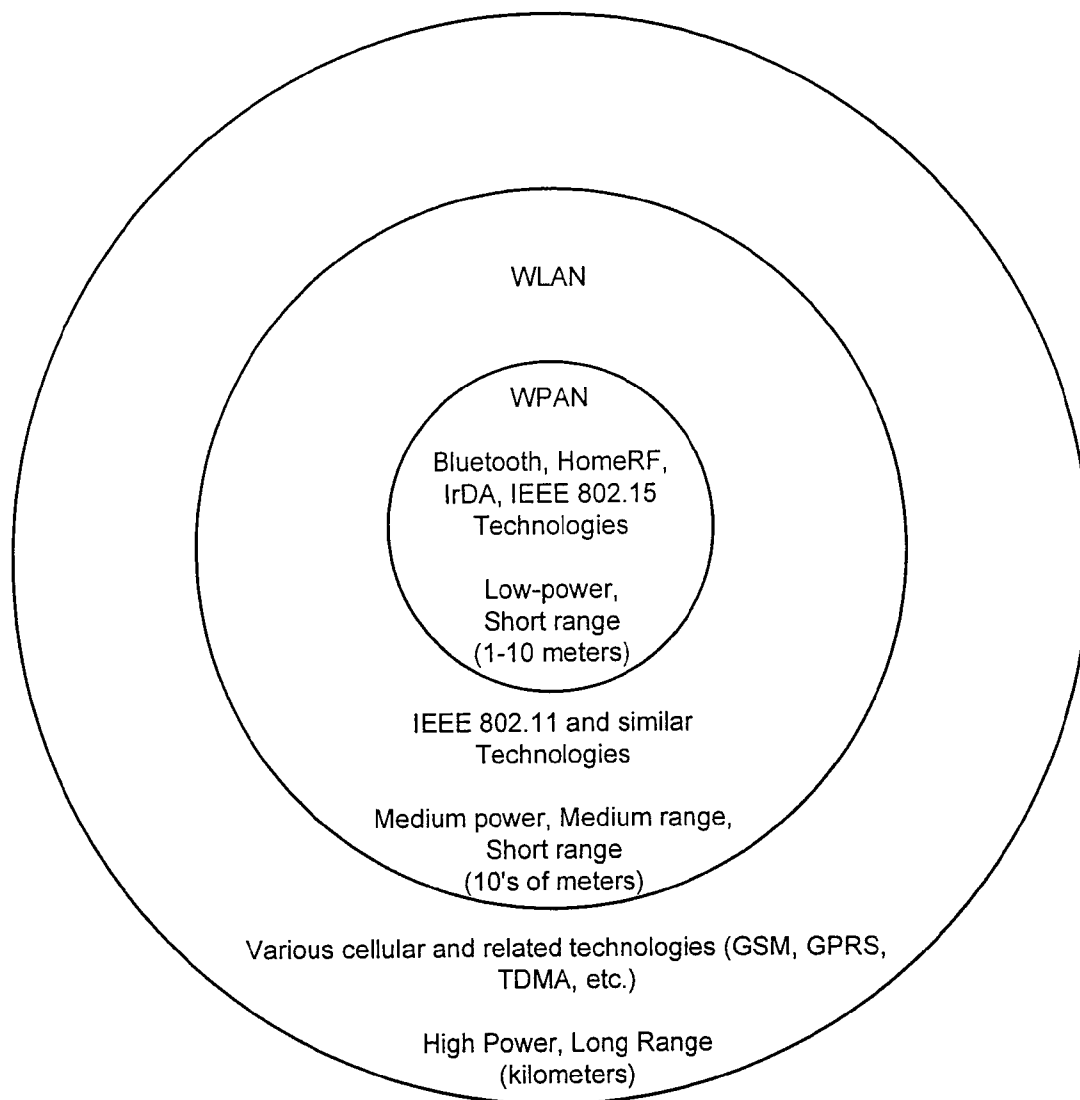 WLAN
WPAN
Bluetooth, HomeRF,
IrDA, IEEE 802.15
Technologies
Low-power,
Short range
(1-10 meters)
IEEE 802.11 and similar
Technologies
Medium power, Medium range,
Short range
(10's of meters)
Various cellular and related technologies (GSM, GPRS,
TDMA, etc.)
High Power, Long Range
(kilometers)